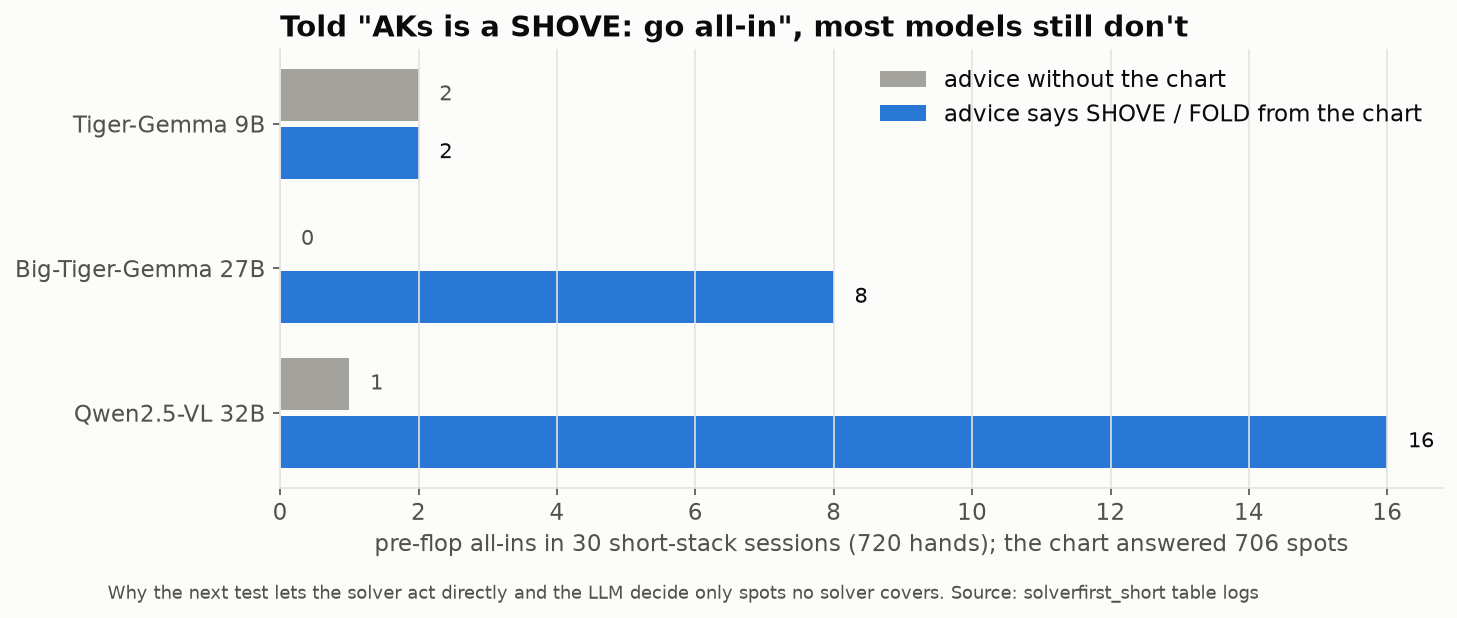 Told "AKs is a SHOVE: go all-in", most models still don't
advice without the chart
advice says SHOVE / FOLD from the chart
Tiger-Gemma 9B
2
2
Big-Tiger-Gemma 27B
0
8
Qwen2.5-VL 32B
1
16
0 2 4 6 8 10 12 14 16
pre-flop all-ins in 30 short-stack sessions (720 hands); the chart answered 706 spots
Why the next test lets the solver act directly and the LLM decide only spots no solver covers. Source: solverfirst_short table logs